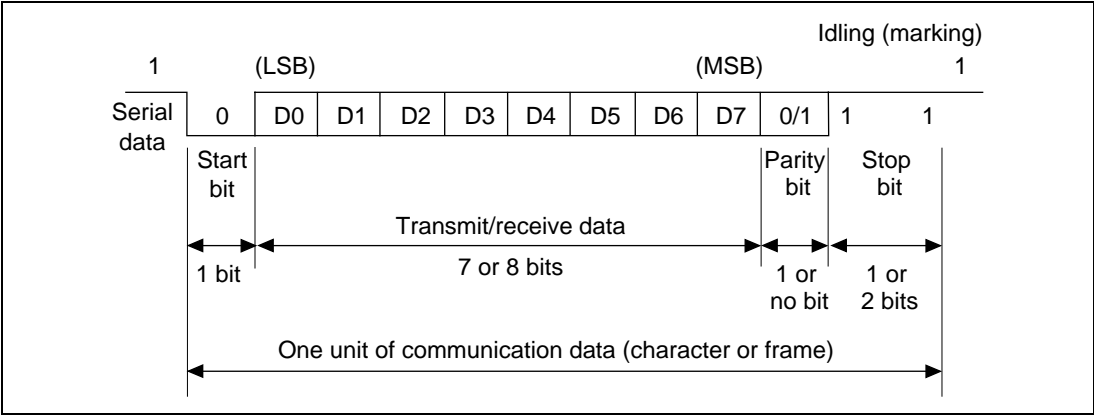 Idling (marking)
1 (LSB) (MSB) 1
Serial
data
0 D0 D1 D2 D3 D4 D5 D6 D7 0/1 1 1
Start
bit
Parity
bit
Stop
bit
Transmit/receive data
1 bit
7 or 8 bits
1 or
no bit
1 or
2 bits
One unit of communication data (character or frame)